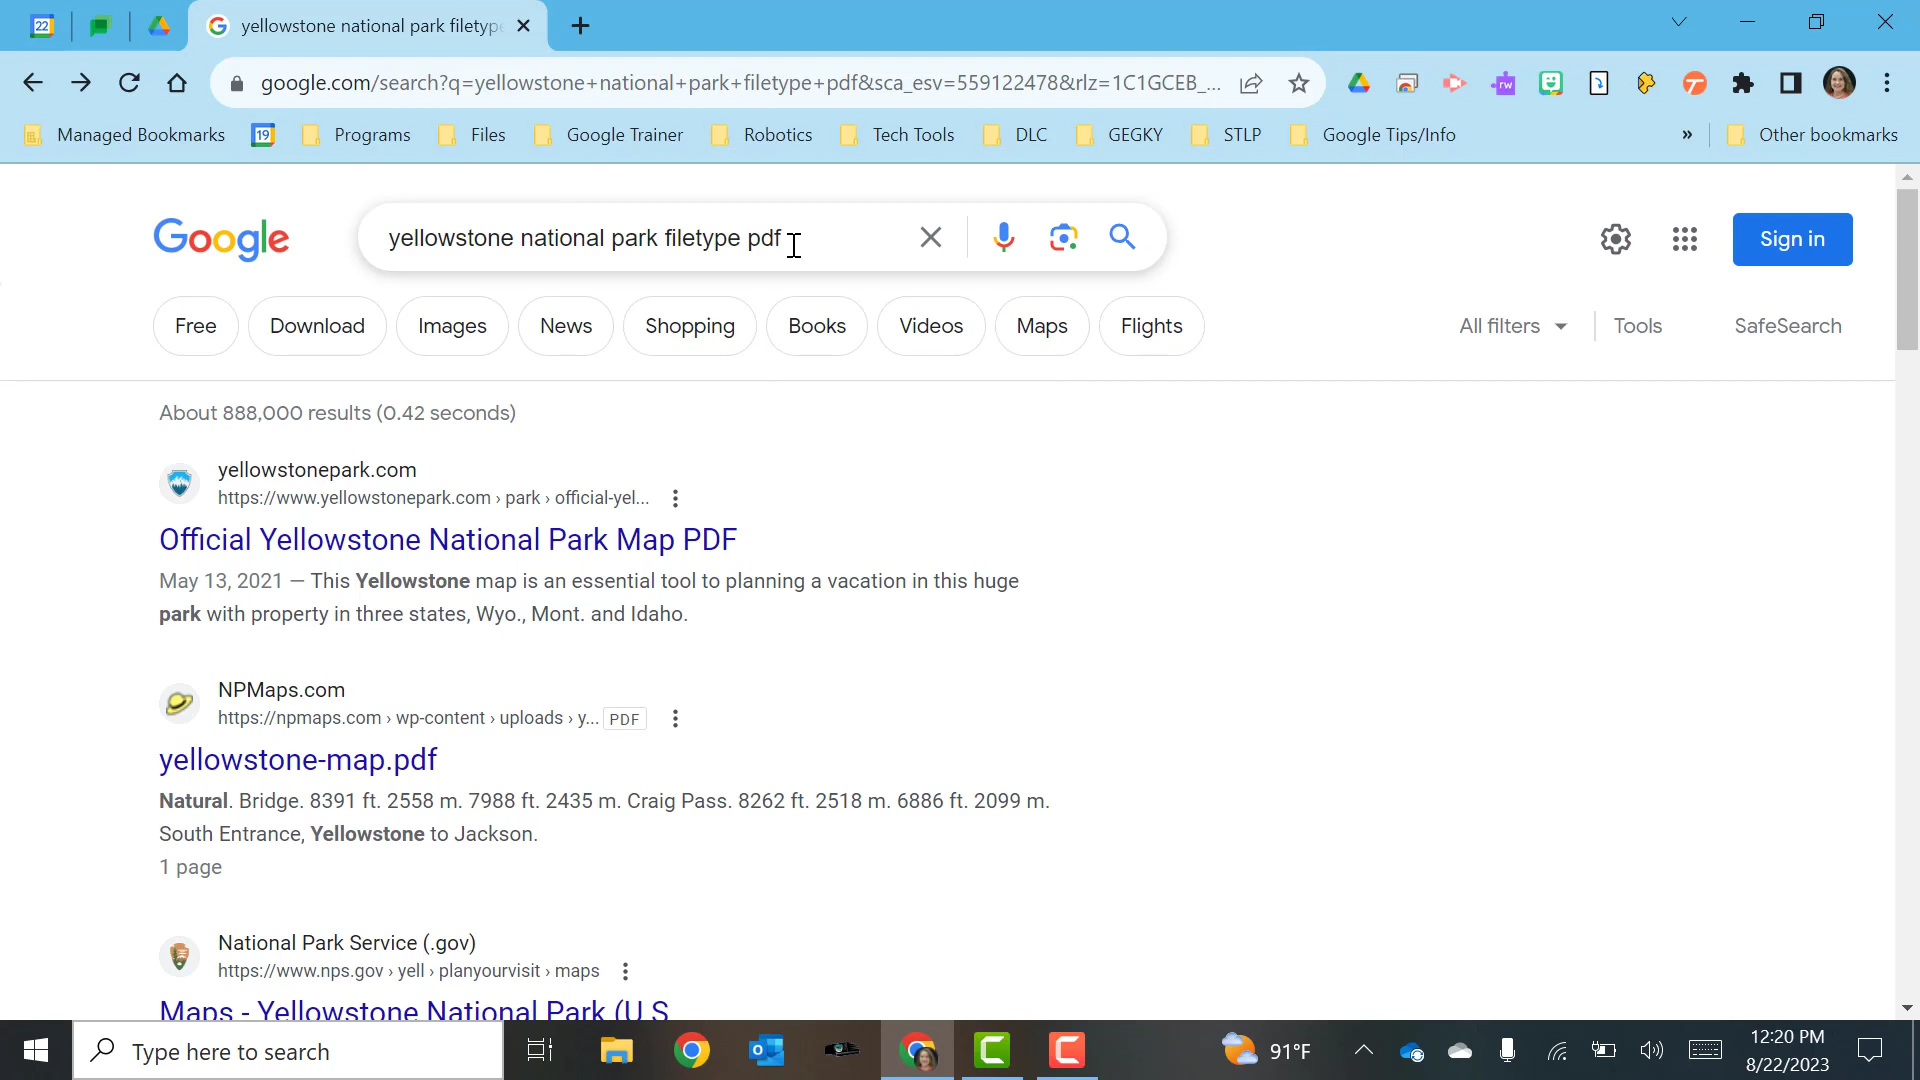 22
yellowstone national park filetype
google.com/search?q=yellowstone+national+park+filetype+pdf&sca_esv=559122478&rlz=1C1GCEB_...
rw
Managed Bookmarks
19
Programs
Files
Google Trainer
Robotics
Tech Tools
DLC
GEGKY
STLP
Google Tips/Info
»
Other bookmarks
Google
yellowstone national park filetype pdf
Sign in
Free
Download
Images
News
Shopping
Books
Videos
Maps
Flights
All filters
Tools
SafeSearch
About 888,000 results (0.42 seconds)
yellowstonepark.com
https://www.yellowstonepark.com › park › official-yel...
Official Yellowstone National Park Map PDF
May 13, 2021 — This Yellowstone map is an essential tool to planning a vacation in this huge
park with property in three states, Wyo., Mont. and Idaho.
NPMaps.com
https://npmaps.com › wp-content › uploads › y... PDF
yellowstone-map.pdf
Natural. Bridge. 8391 ft. 2558 m. 7988 ft. 2435 m. Craig Pass. 8262 ft. 2518 m. 6886 ft. 2099 m.
South Entrance, Yellowstone to Jackson.
1 page
National Park Service (.gov)
https://www.nps.gov › yell › planyourvisit › maps
Maps - Yellowstone National Park (U.S
Type here to search
91°F
12:20 PM
8/22/2023